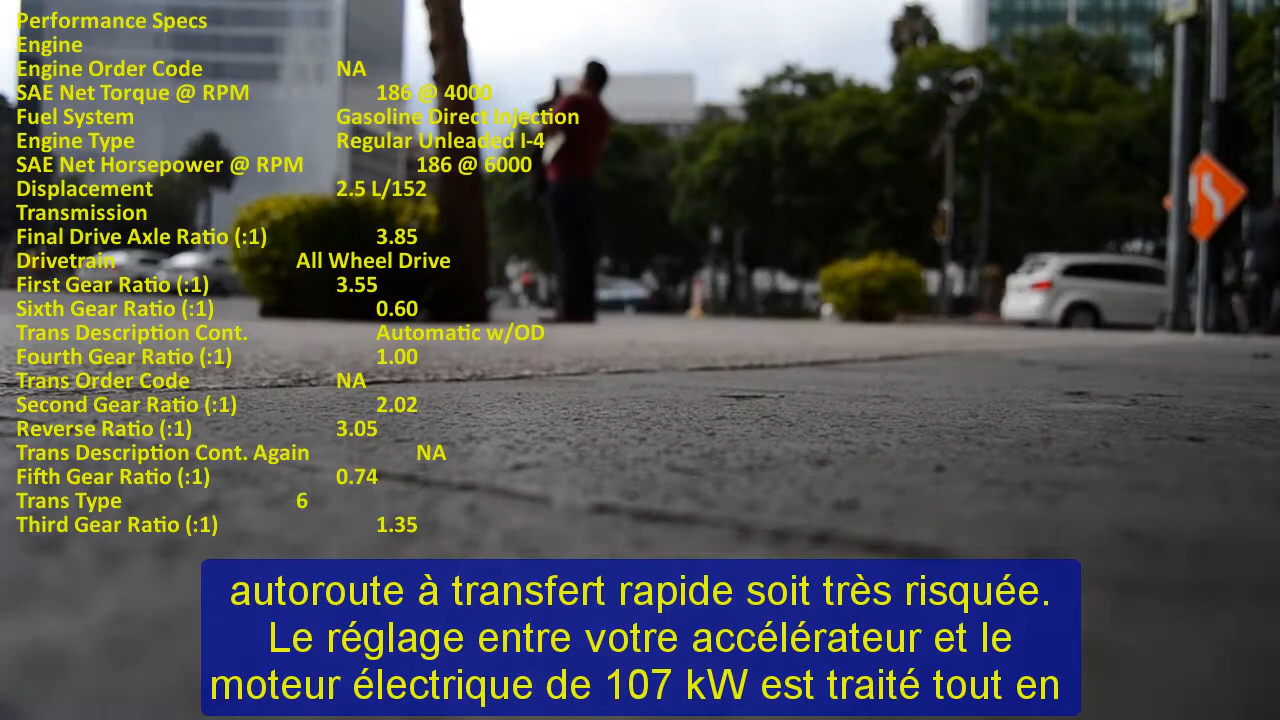 Performance Specs
Engine
Engine Order Code NA
SAE Net Torque @ RPM 186 @ 4000
Fuel System Gasoline Direct Injection
Engine Type Regular Unleaded I-4
SAE Net Horsepower @ RPM 186 @ 6000
Displacement 2.5 L/152
Transmission
Final Drive Axle Ratio (:1) 3.85
Drivetrain All Wheel Drive
First Gear Ratio (:1) 3.55
Sixth Gear Ratio (:1) 0.60
Trans Description Cont. Automatic w/OD
Fourth Gear Ratio (:1) 1.00
Trans Order Code NA
Second Gear Ratio (:1) 2.02
Reverse Ratio (:1) 3.05
Trans Description Cont. Again NA
Fifth Gear Ratio (:1) 0.74
Trans Type 6
Third Gear Ratio (:1) 1.35
autoroute à transfert rapide soit très risquée.
Le réglage entre votre accélérateur et le
moteur électrique de 107 kW est traité tout en